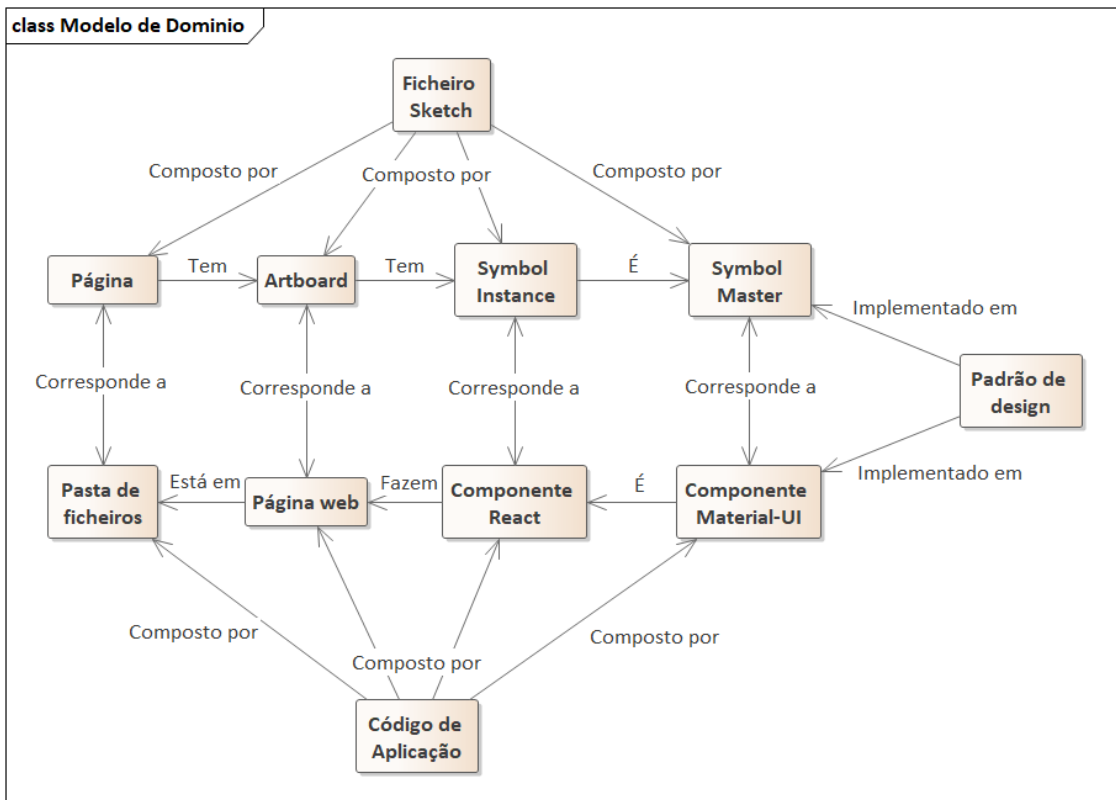 class Modelo de Dominio
Ficheiro
Sketch
Composto por
Composto por
Composto por
Página
Tem
Artboard
Tem
Symbol
Instance
É
Symbol
Master
Implementado em
Corresponde a
Corresponde a
Corresponde a
Corresponde a
Padrão de
design
Implementado em
Pasta de
ficheiros
Está em
Página web
Fazem
Componente
React
É
Componente
Material-UI
Composto por
Composto por
Composto por
Código de
Aplicação